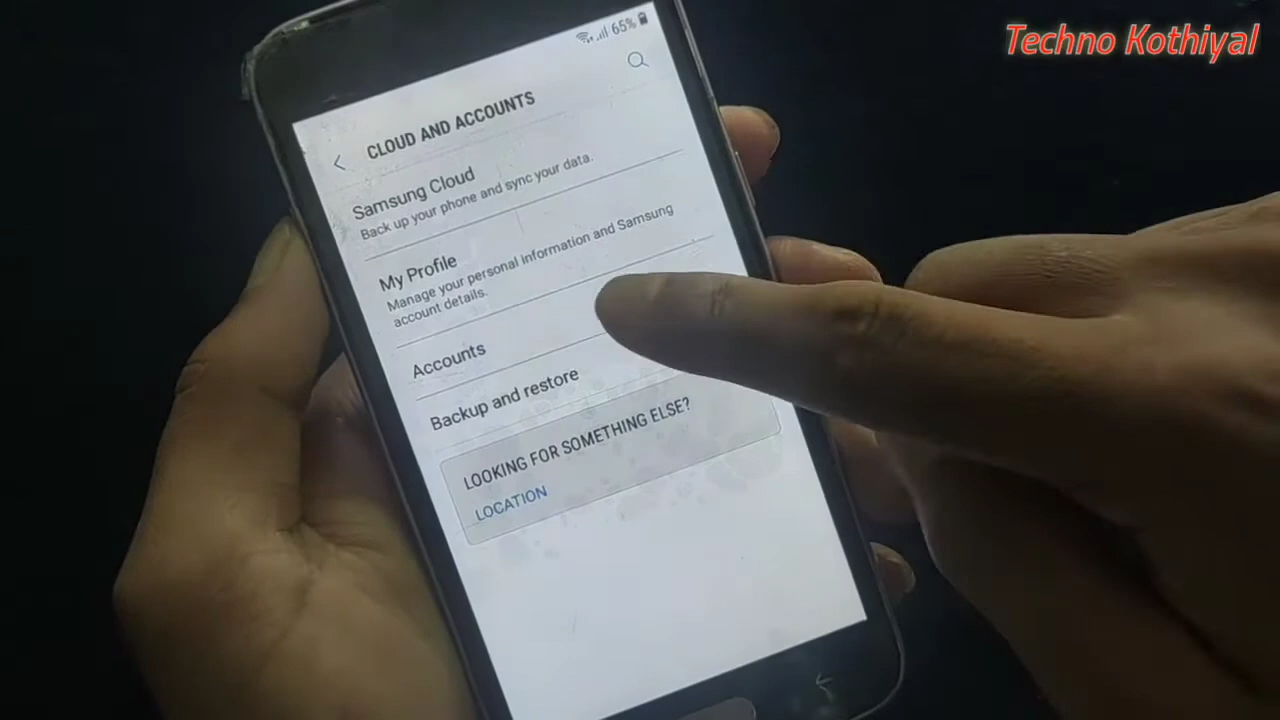 Techno Kothiyal
65%
CLOUD AND ACCOUNTS
Samsung Cloud
Back up your phone and sync your data.
My Profile
Manage your personal information and Samsung
account details.
Accounts
Backup and restore
LOOKING FOR SOMETHING ELSE?
LOCATION